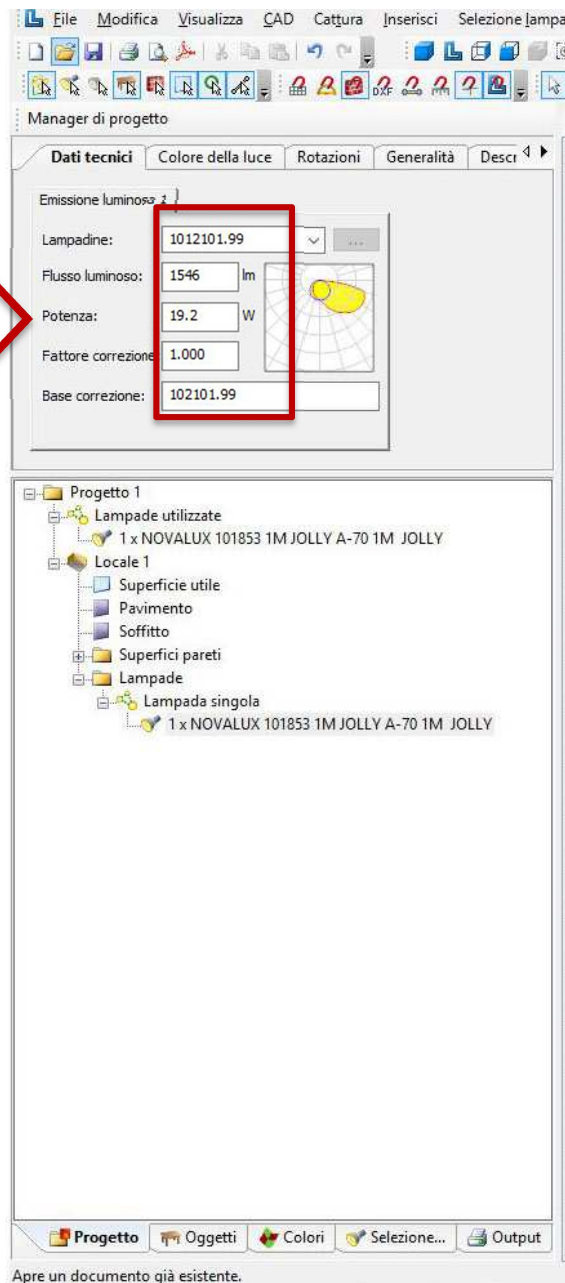 File Modifica Visualizza CAD Cattura Inserisci Selezione lampa
DXF
Manager di progetto
Dati tecnici Colore della luce Rotazioni Generalità Descr
Emissione luminosa 1
Lampadine: 1012101.99 ...
Flusso luminoso: 1546 lm
Potenza: 19.2 W
Fattore correzione 1.000
Base correzione: 102101.99
Progetto 1
Lampade utilizzate
1 x NOVALUX 101853 1M JOLLY A-70 1M JOLLY
Locale 1
Superficie utile
Pavimento
Soffitto
Superfici pareti
Lampade
Lampada singola
1 x NOVALUX 101853 1M JOLLY A-70 1M JOLLY
Progetto Oggetti Colori Selezione... Output
Apre un documento già esistente.